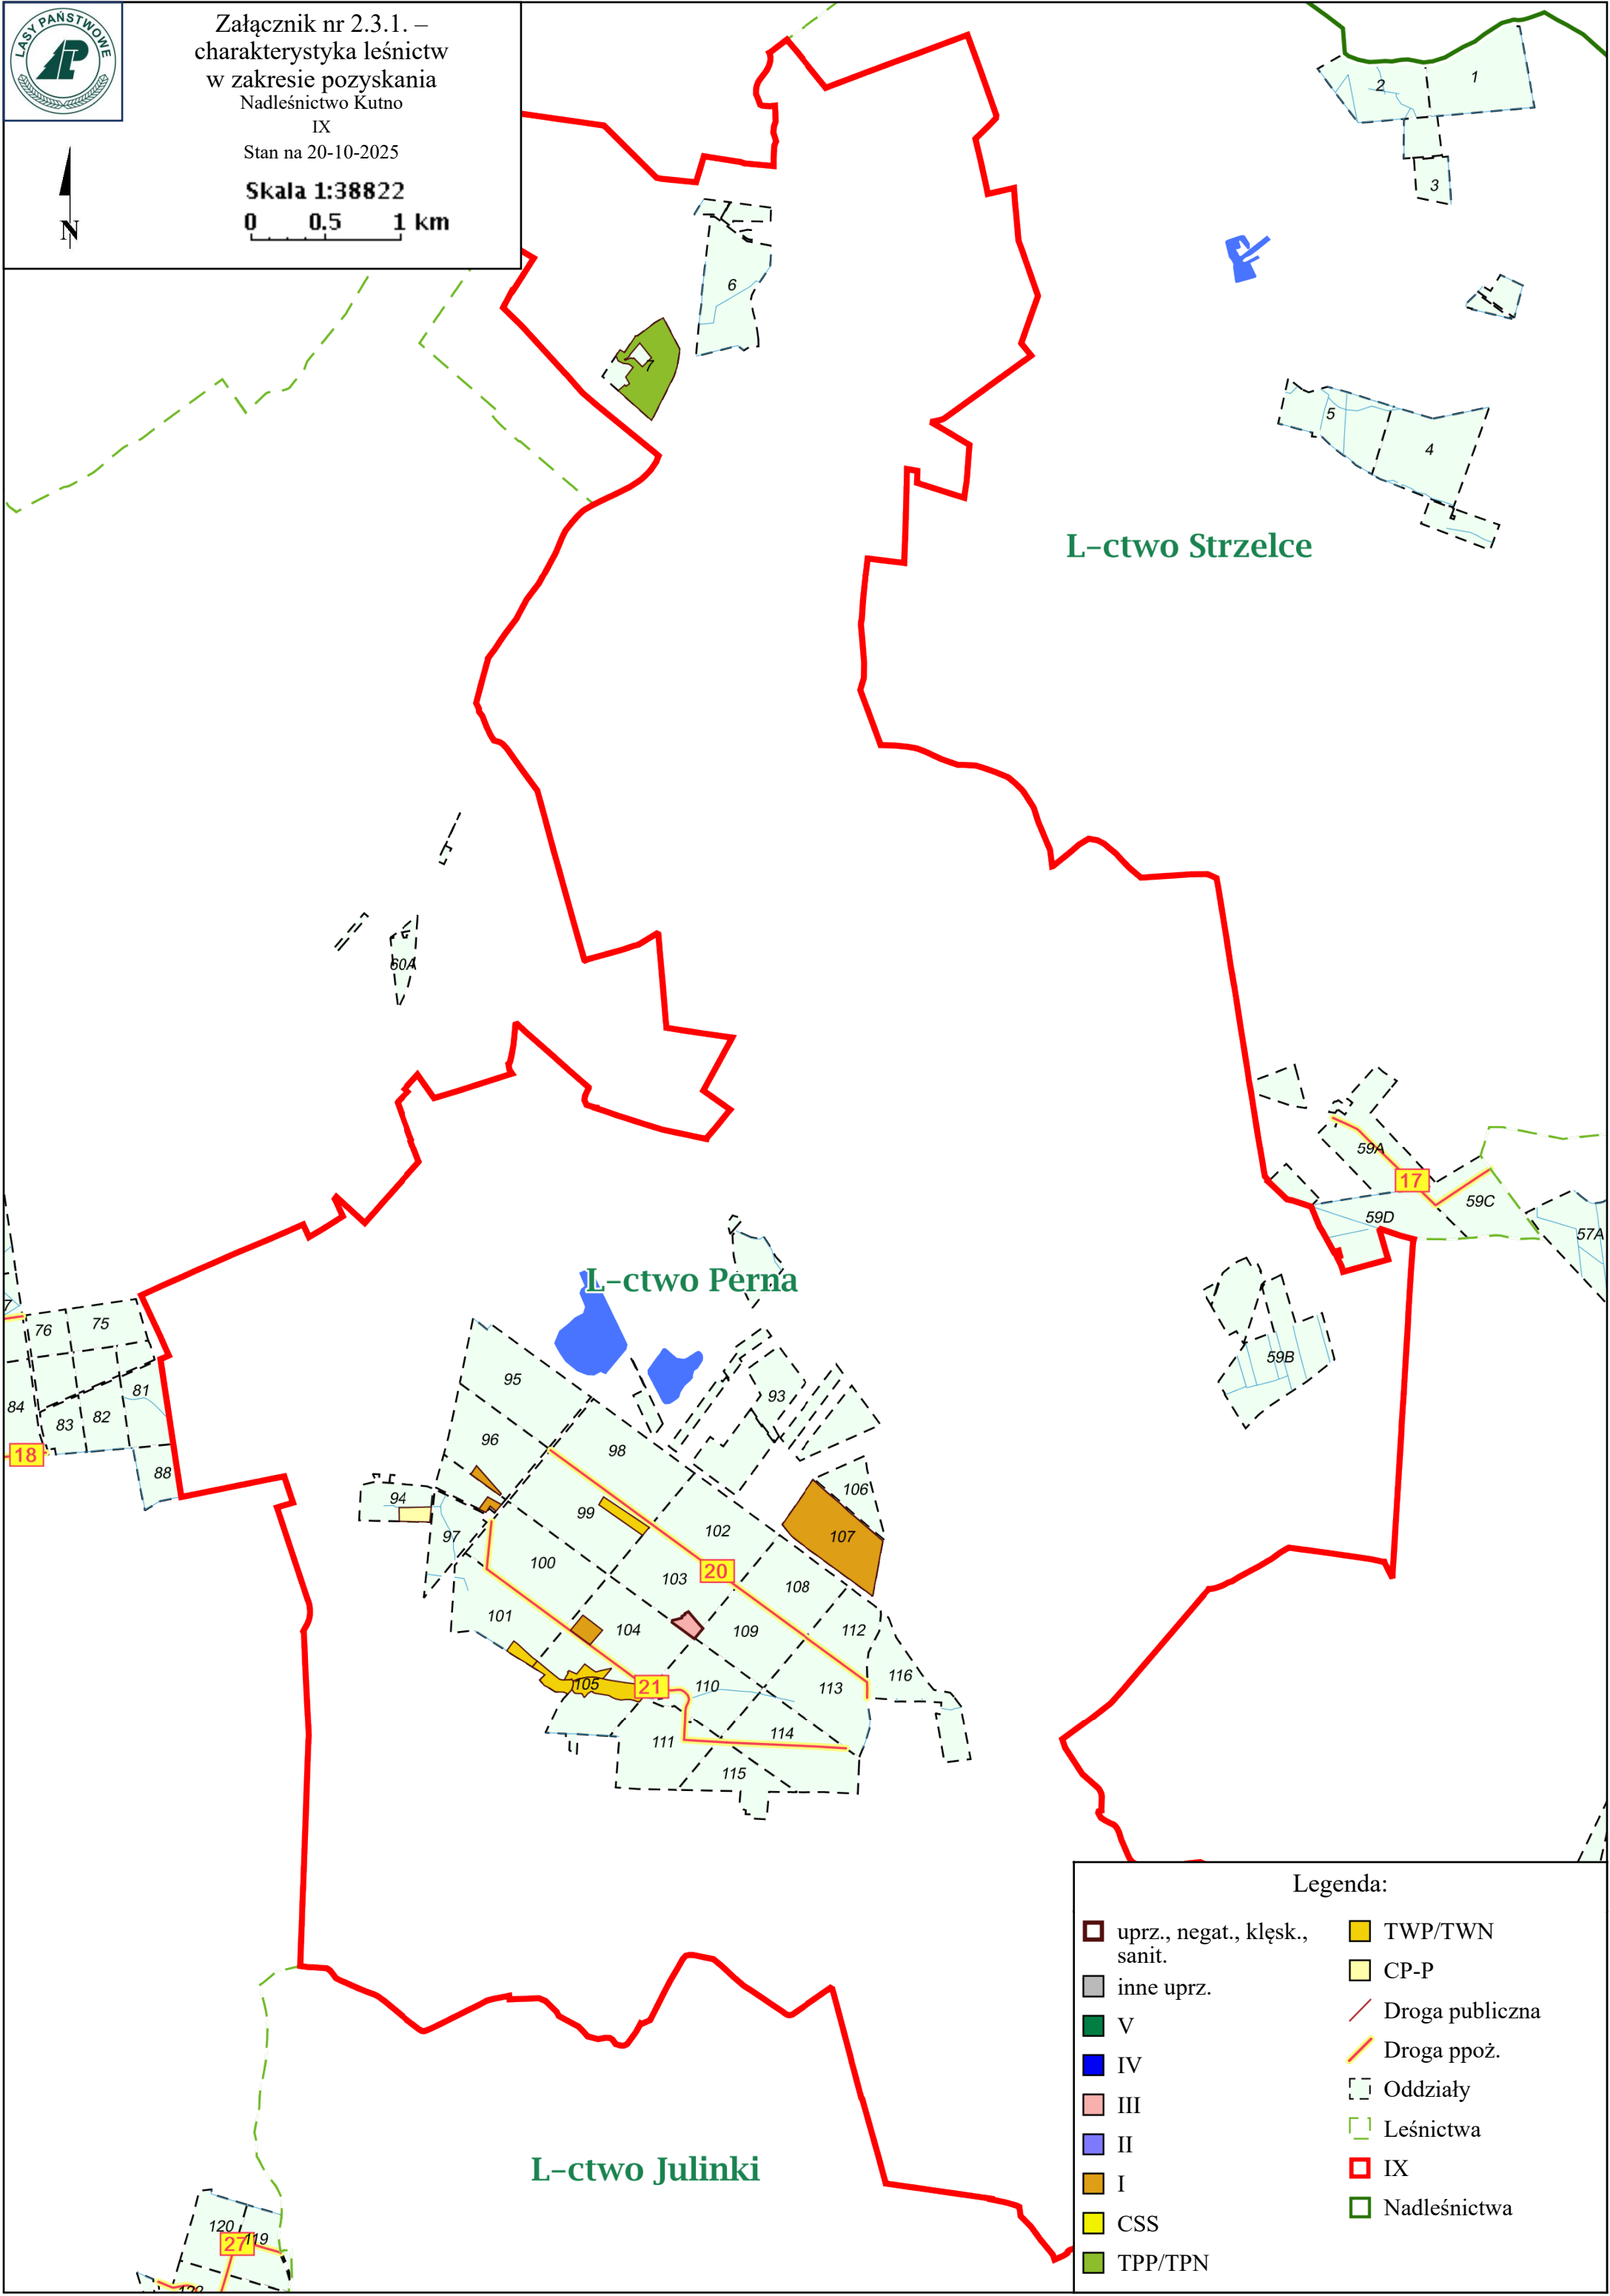 LASY PAŃSTWOWE
Załącznik nr 2.3.1. –
charakterystyka leśnictw
w zakresie pozyskania
Nadleśnictwo Kutno
IX
Stan na 20-10-2025
Skala 1:38822
0 0.5 1 km
N
2
1
3
6
7
5
4
L-ctwo Strzelce
60A
59A
17
59C
59D
57A
L-ctwo Perna
7
76
75
59B
95
81
93
84
83
82
96
98
18
88
106
94
99
97
102
107
100
103
20
108
101
104
109
112
116
105
21
110
113
111
114
115
Legenda:
uprz., negat., klęsk.,
sanit.
inne uprz.
V
IV
III
II
I
CSS
TPP/TPN
TWP/TWN
CP-P
Droga publiczna
Droga ppoż.
Oddziały
Leśnictwa
IX
Nadleśnictwa
L-ctwo Julinki
120
27
119
122